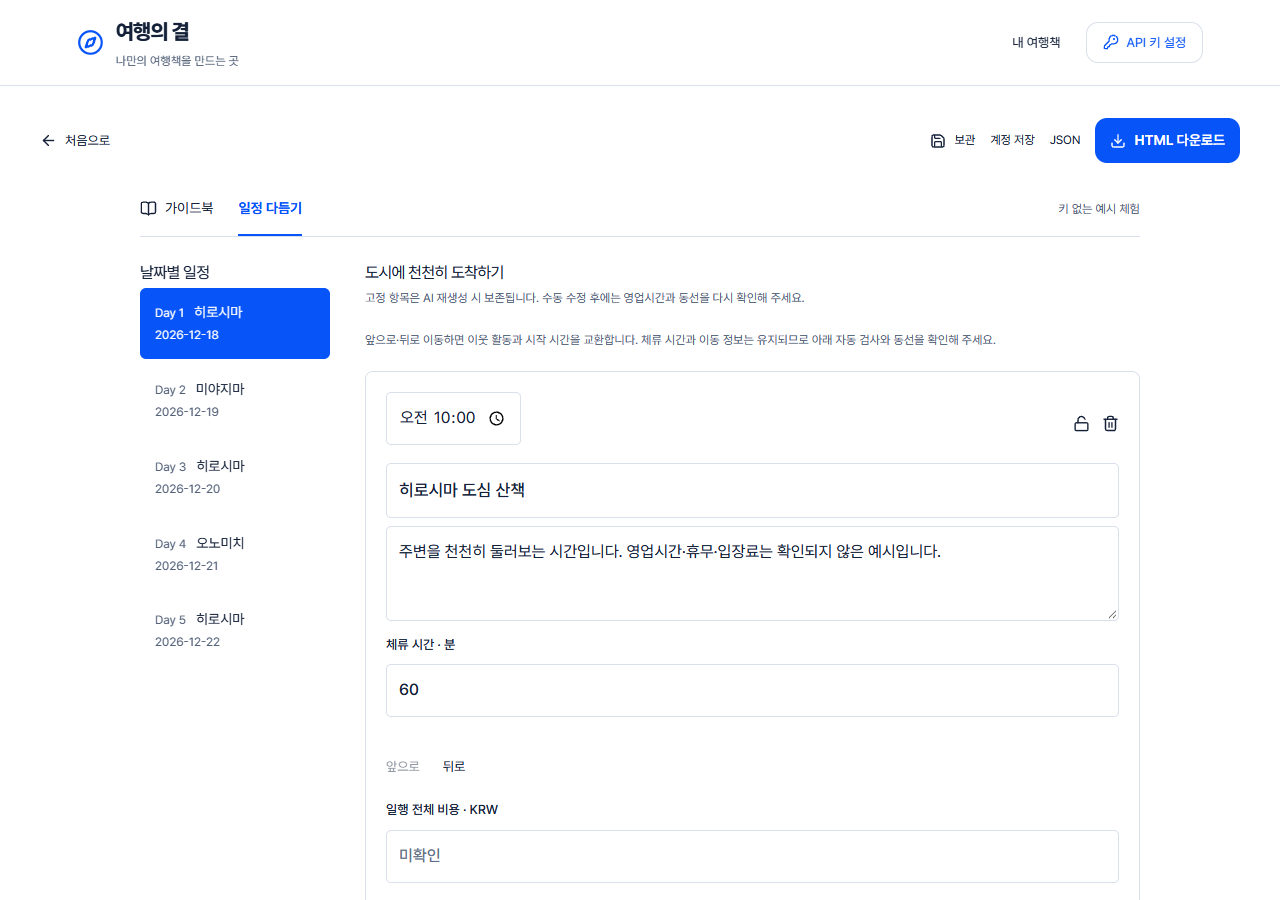 여행의 결
나만의 여행책을 만드는 곳
내 여행책
API 키 설정
처음으로
보관
계정 저장
JSON
HTML 다운로드
가이드북
일정 다듬기
키 없는 예시 체험
날짜별 일정
Day 1 히로시마
2026-12-18
Day 2 미야지마
2026-12-19
Day 3 히로시마
2026-12-20
Day 4 오노미치
2026-12-21
Day 5 히로시마
2026-12-22
도시에 천천히 도착하기
고정 항목은 AI 재생성 시 보존됩니다. 수동 수정 후에는 영업시간과 동선을 다시 확인해 주세요.
앞으로·뒤로 이동하면 이웃 활동과 시작 시간을 교환합니다. 체류 시간과 이동 정보는 유지되므로 아래 자동 검사와 동선을 확인해 주세요.
오전 10:00
히로시마 도심 산책
주변을 천천히 둘러보는 시간입니다. 영업시간·휴무·입장료는 확인되지 않은 예시입니다.
체류 시간 · 분
60
앞으로
뒤로
일행 전체 비용 · KRW
미확인